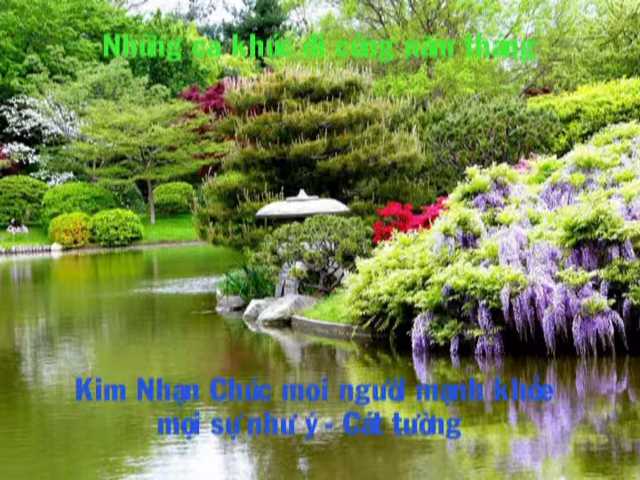 Những ca khúc đi cùng năm tháng
Kim Nhạn Chúc mọi người mạnh khỏe
mọi sự như ý - Cát tường